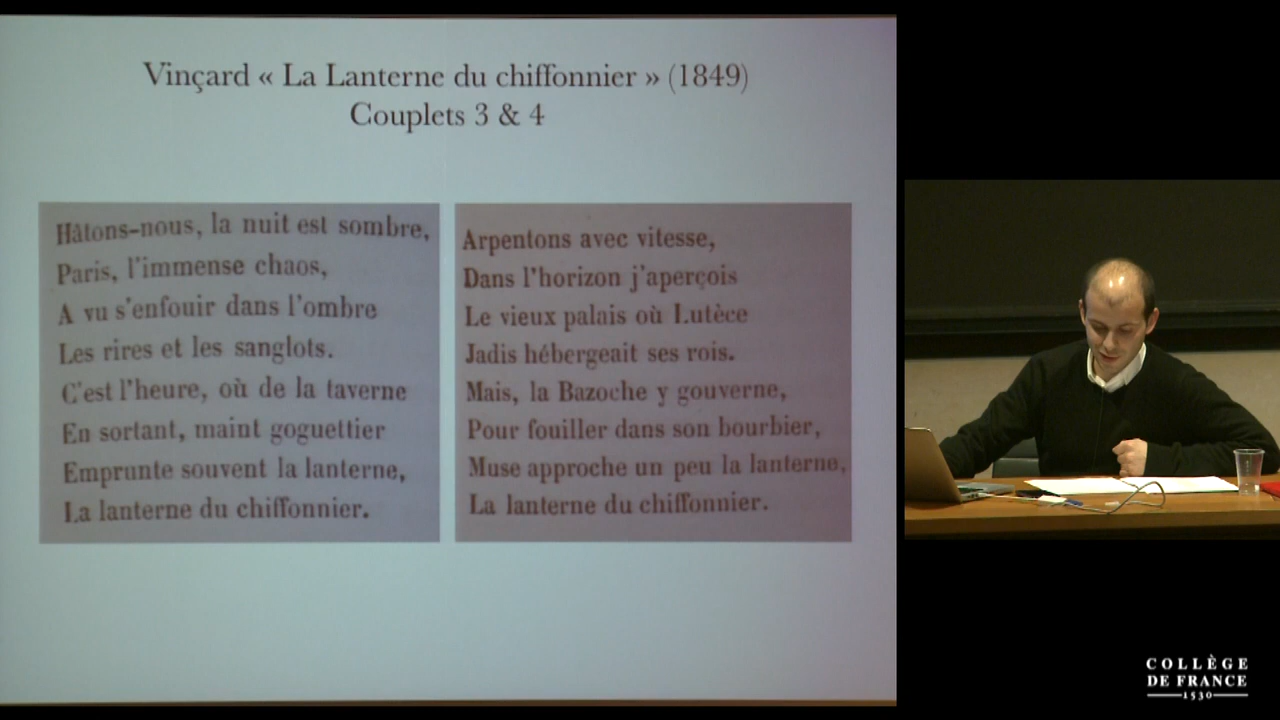 Vinçard « La Lanterne du chiffonnier » (1849)
Couplets 3 & 4
Hâtons-nous, la nuit est sombre,
Paris, l'immense chaos,
A vu s'enfouir dans l'ombre
Les rires et les sanglots.
C'est l'heure, où de la taverne
En sortant, maint goguettier
Emprunte souvent la lanterne,
La lanterne du chiffonnier.
Arpentons avec vitesse,
Dans l'horizon j'aperçois
Le vieux palais où Lutèce
Jadis hébergeait ses rois.
Mais, la Bazoche y gouverne,
Pour fouiller dans son bourbier,
Muse approche un peu la lanterne,
La lanterne du chiffonnier.
COLLÈGE
DE FRANCE
1530